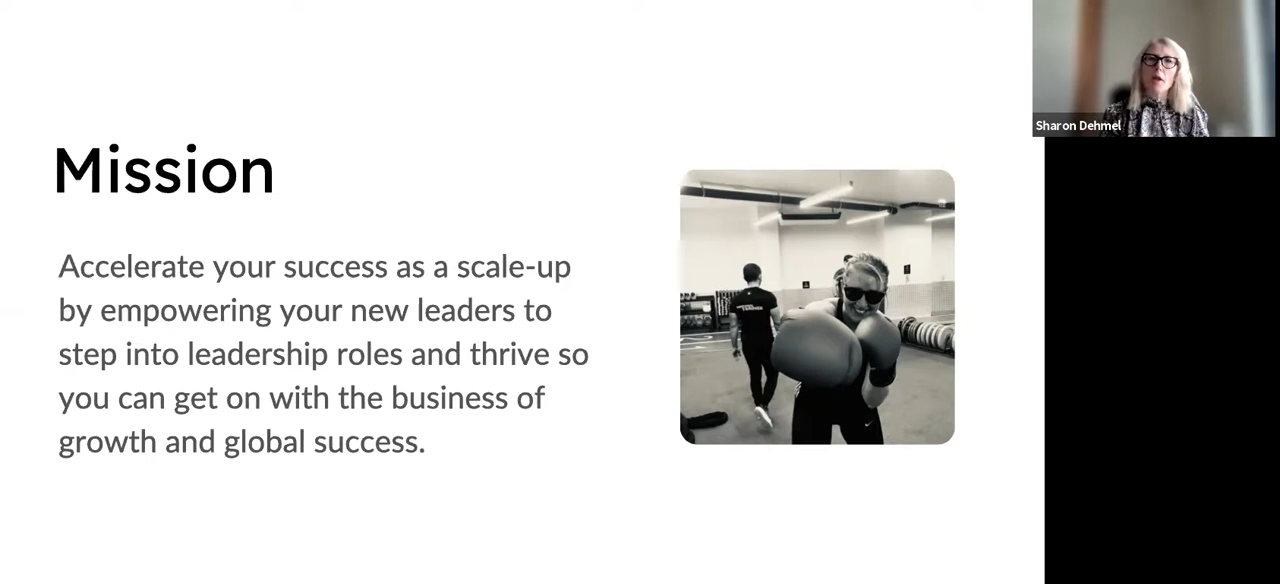 Mission
Accelerate your success as a scale-up
by empowering your new leaders to
step into leadership roles and thrive so
you can get on with the business of
growth and global success.
Sharon Dehmel